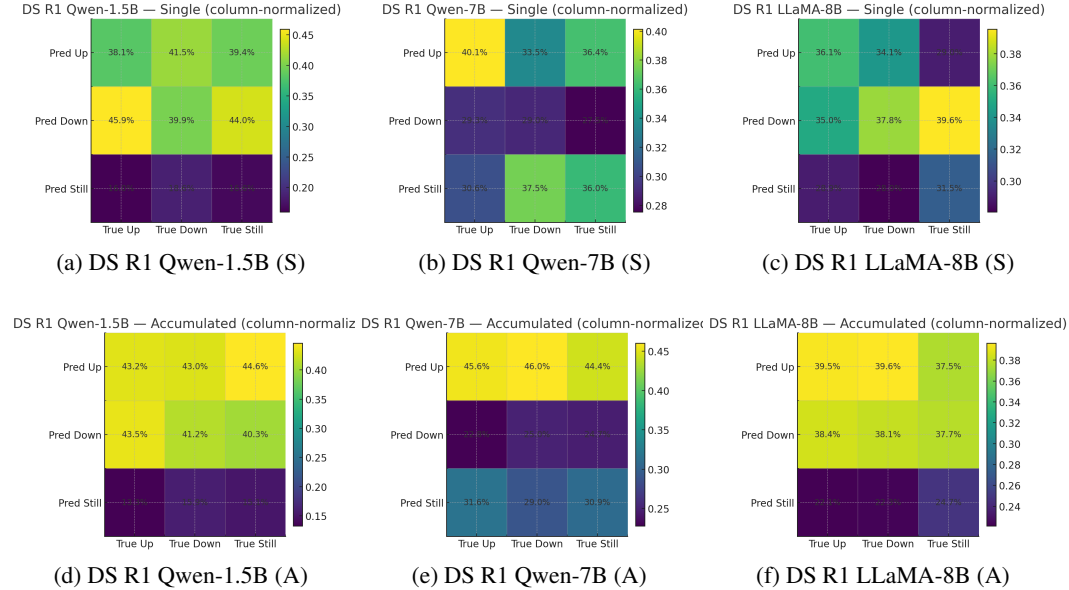 DS R1 Qwen-1.5B — Single (column-normalized)
Pred Up
38.1%
41.5%
39.4%
Pred Down
45.9%
39.9%
44.0%
Pred Still
True Up
True Down
True Still
0.45
0.40
0.35
0.30
0.25
0.20
(a) DS R1 Qwen-1.5B (S)
DS R1 Qwen-7B — Single (column-normalized)
Pred Up
40.1%
33.5%
36.4%
Pred Down
Pred Still
30.6%
37.5%
36.0%
True Up
True Down
True Still
0.40
0.38
0.36
0.34
0.32
0.30
0.28
(b) DS R1 Qwen-7B (S)
DS R1 LLaMA-8B — Single (column-normalized)
Pred Up
36.1%
34.1%
Pred Down
35.0%
37.8%
39.6%
Pred Still
31.5%
True Up
True Down
True Still
0.38
0.36
0.34
0.32
0.30
(c) DS R1 LLaMA-8B (S)
DS R1 Qwen-1.5B — Accumulated (column-normaliz
Pred Up
43.2%
43.0%
44.6%
Pred Down
43.5%
41.2%
40.3%
Pred Still
True Up
True Down
True Still
0.40
0.35
0.30
0.25
0.20
0.15
(d) DS R1 Qwen-1.5B (A)
DS R1 Qwen-7B — Accumulated (column-normalized
Pred Up
45.6%
46.0%
44.4%
Pred Down
Pred Still
31.6%
29.0%
30.9%
True Up
True Down
True Still
0.45
0.40
0.35
0.30
0.25
(e) DS R1 Qwen-7B (A)
DS R1 LLaMA-8B — Accumulated (column-normalized)
Pred Up
39.5%
39.6%
37.5%
Pred Down
38.4%
38.1%
37.7%
Pred Still
True Up
True Down
True Still
0.38
0.36
0.34
0.32
0.30
0.28
0.26
0.24
(f) DS R1 LLaMA-8B (A)